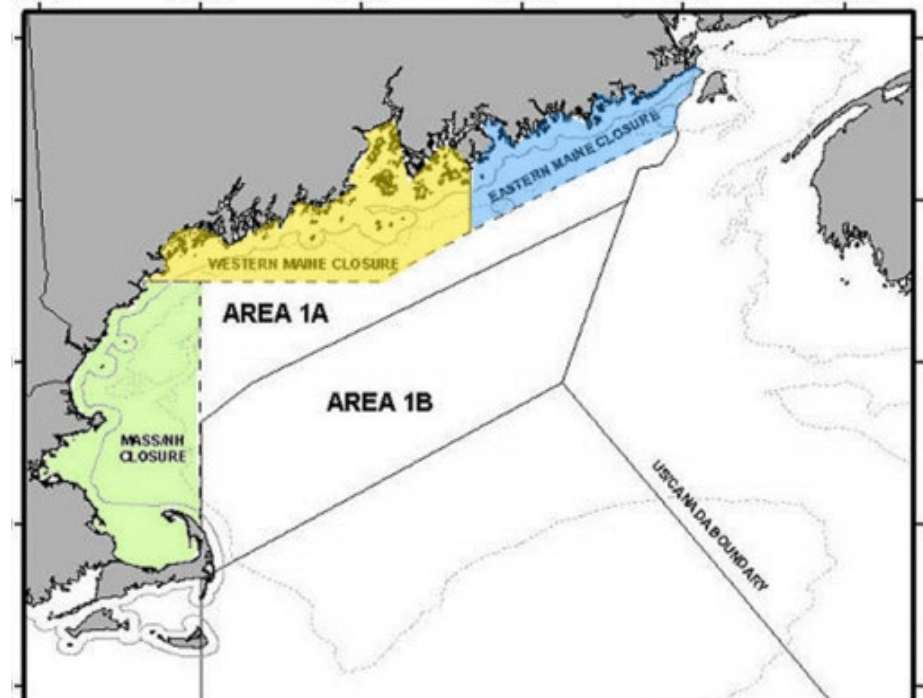 EASTERN MAINE CLOSURE
WESTERN MAINE CLOSURE
AREA 1A
AREA 1B
MASS/NH
CLOSURE
US/CANADA BOUNDARY